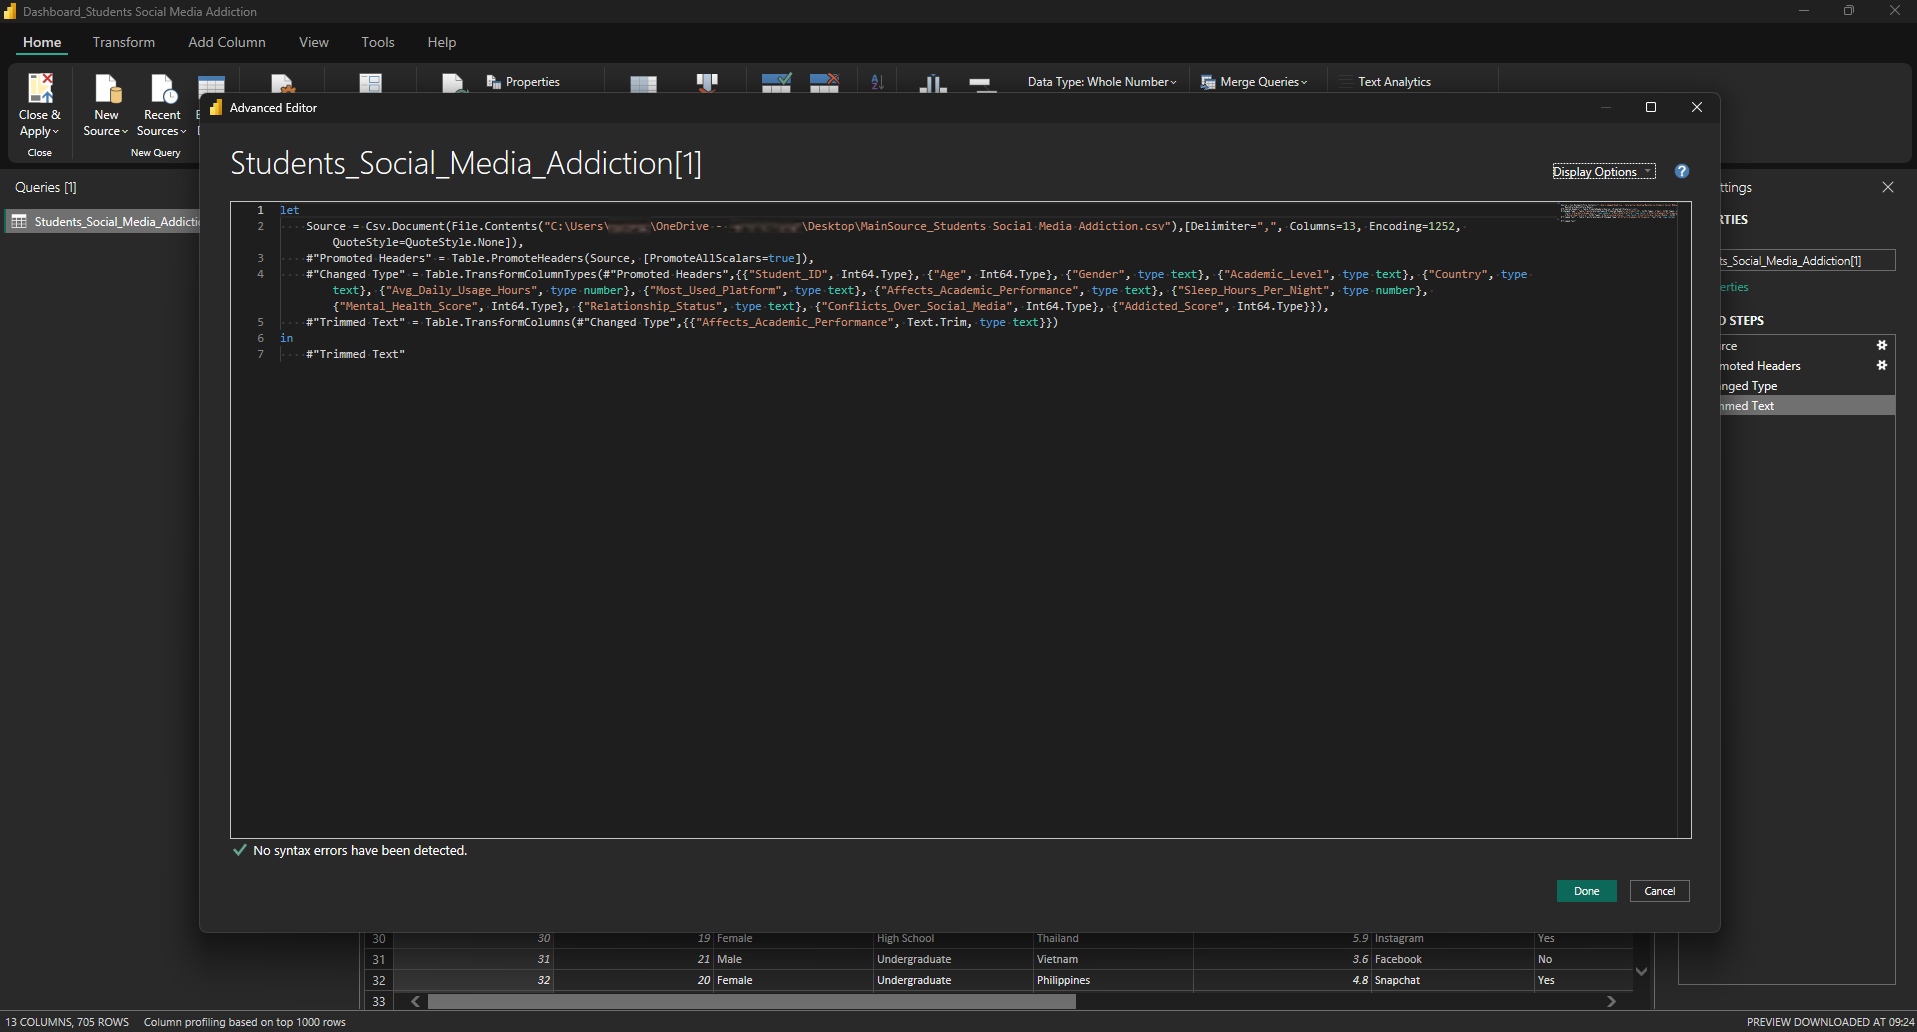 Dashboard_Students Social Media Addiction
Home Transform Add Column View Tools Help
Close & Apply
Close
New Source
Recent Sources
New Query
Properties
Data Type: Whole Number
Merge Queries
Text Analytics
Queries [1]
Students_Social_Media_Addictio
Advanced Editor
Students_Social_Media_Addiction[1]
Display Options
1 let
2 Source = Csv.Document(File.Contents("C:\Users\ \OneDrive - \Desktop\MainSource_Students Social Media Addiction.csv"),[Delimiter=",", Columns=13, Encoding=1252,
QuoteStyle=QuoteStyle.None]),
3 #"Promoted Headers" = Table.PromoteHeaders(Source, [PromoteAllScalars=true]),
4 #"Changed Type" = Table.TransformColumnTypes(#"Promoted Headers",{{"Student_ID", Int64.Type}, {"Age", Int64.Type}, {"Gender", type text}, {"Academic_Level", type text}, {"Country", type
text}, {"Avg_Daily_Usage_Hours", type number}, {"Most_Used_Platform", type text}, {"Affects_Academic_Performance", type text}, {"Sleep_Hours_Per_Night", type number},
{"Mental_Health_Score", Int64.Type}, {"Relationship_Status", type text}, {"Conflicts_Over_Social_Media", Int64.Type}, {"Addicted_Score", Int64.Type}}),
5 #"Trimmed Text" = Table.TransformColumns(#"Changed Type",{{"Affects_Academic_Performance", Text.Trim, type text}})
6 in
7 #"Trimmed Text"
No syntax errors have been detected.
Done Cancel
ttings
RTIES
ts_Social_Media_Addiction[1]
erties
D STEPS
rce
moted Headers
nged Type
nmed Text
30 30 19 Female High School Thailand 5.9 Instagram Yes
31 31 21 Male Undergraduate Vietnam 3.6 Facebook No
32 32 20 Female Undergraduate Philippines 4.8 Snapchat Yes
33
13 COLUMNS, 705 ROWS Column profiling based on top 1000 rows
PREVIEW DOWNLOADED AT 09:24